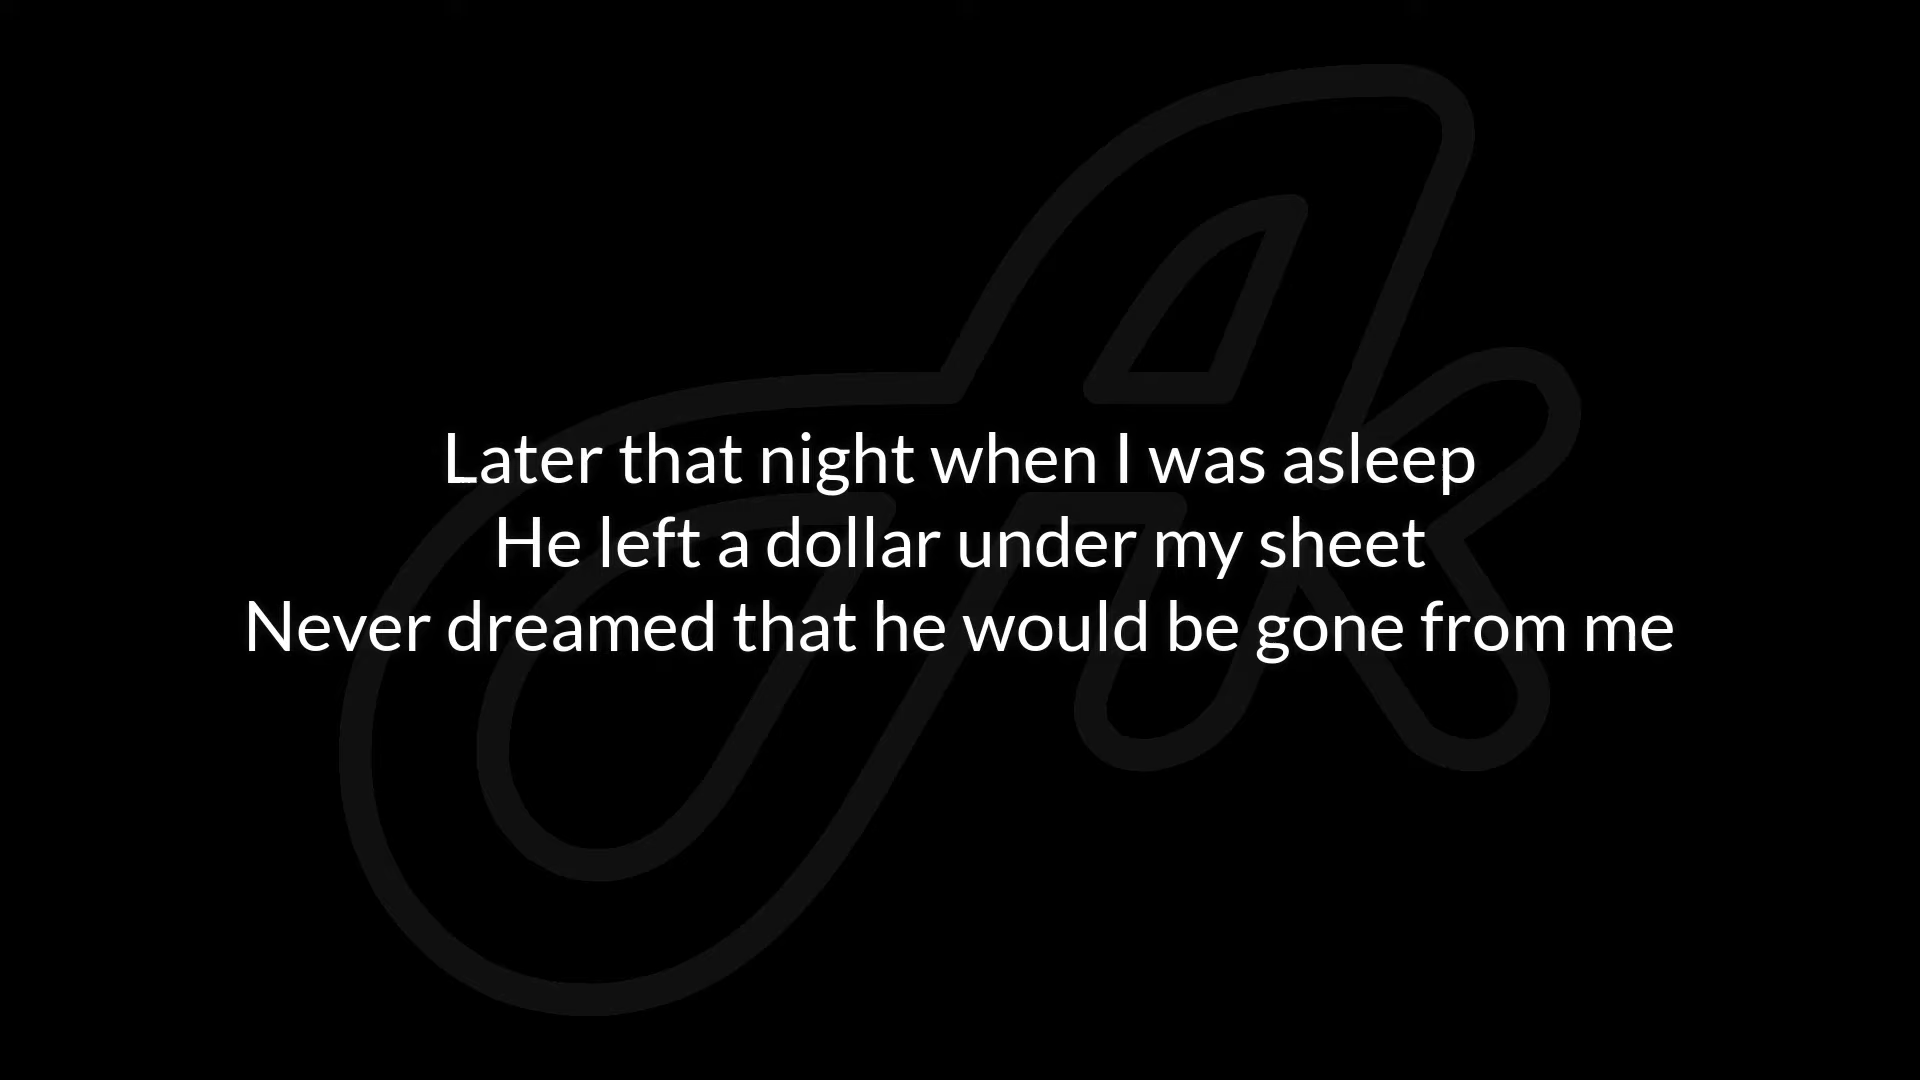 Later that night when I was asleep
He left a dollar under my sheet
Never dreamed that he would be gone from me